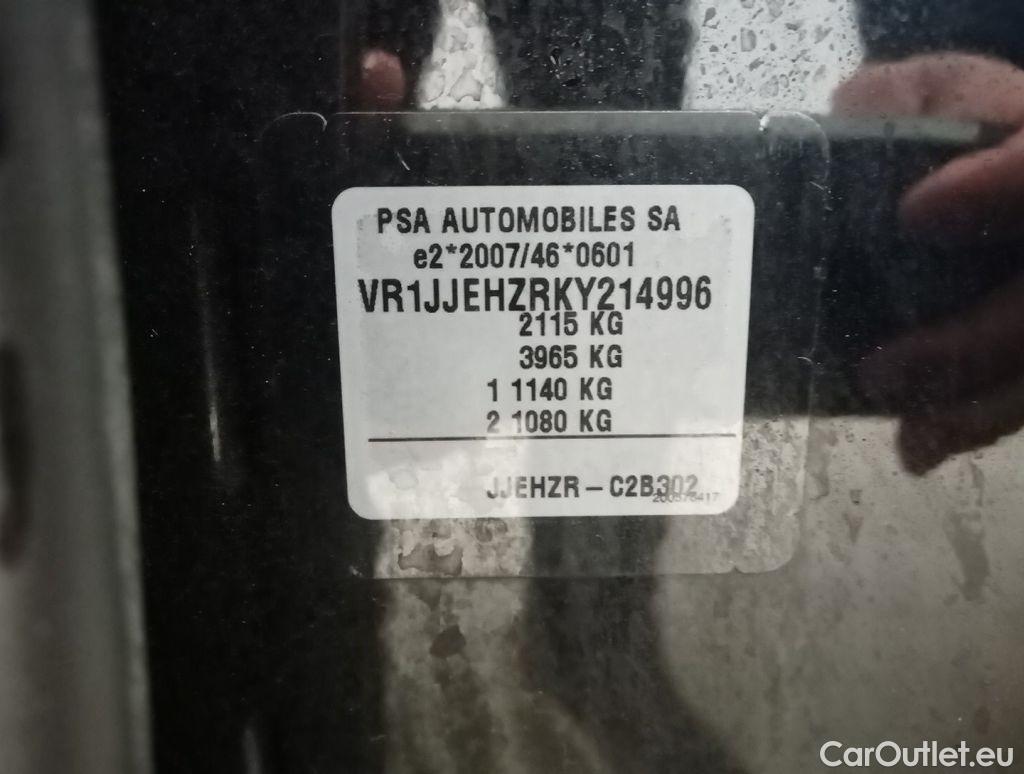 PSA AUTOMOBILES SA
e2*2007/46*0601
VR1JJEHZRKY214996
2115 KG
3965 KG
1 1140 KG
2 1080 KG
JJEHZR – C2B302
CarOutlet.eu